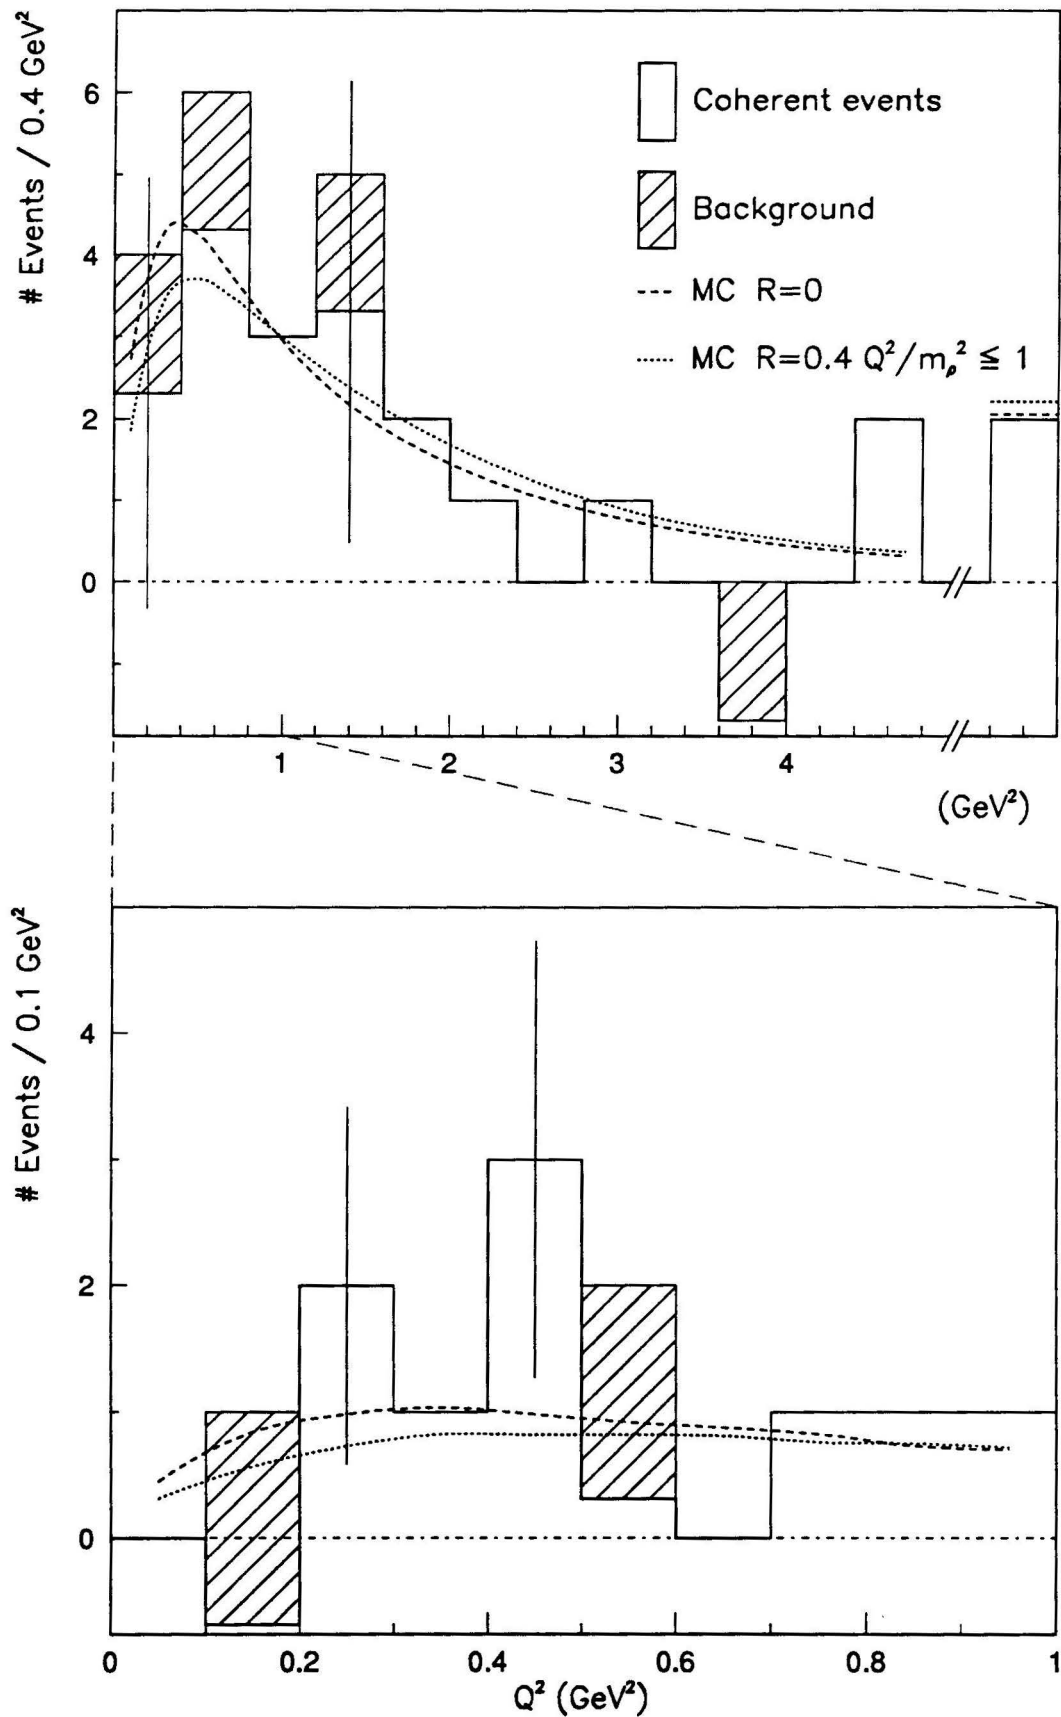 # Events / 0.4 GeV²
6
4
2
0
Coherent events
Background
MC R=0
MC R=0.4 Q²/mρ² ≦ 1
1 2 3 4
(GeV²)
# Events / 0.1 GeV²
4
2
0
0 0.2 0.4 0.6 0.8 1
Q² (GeV²)